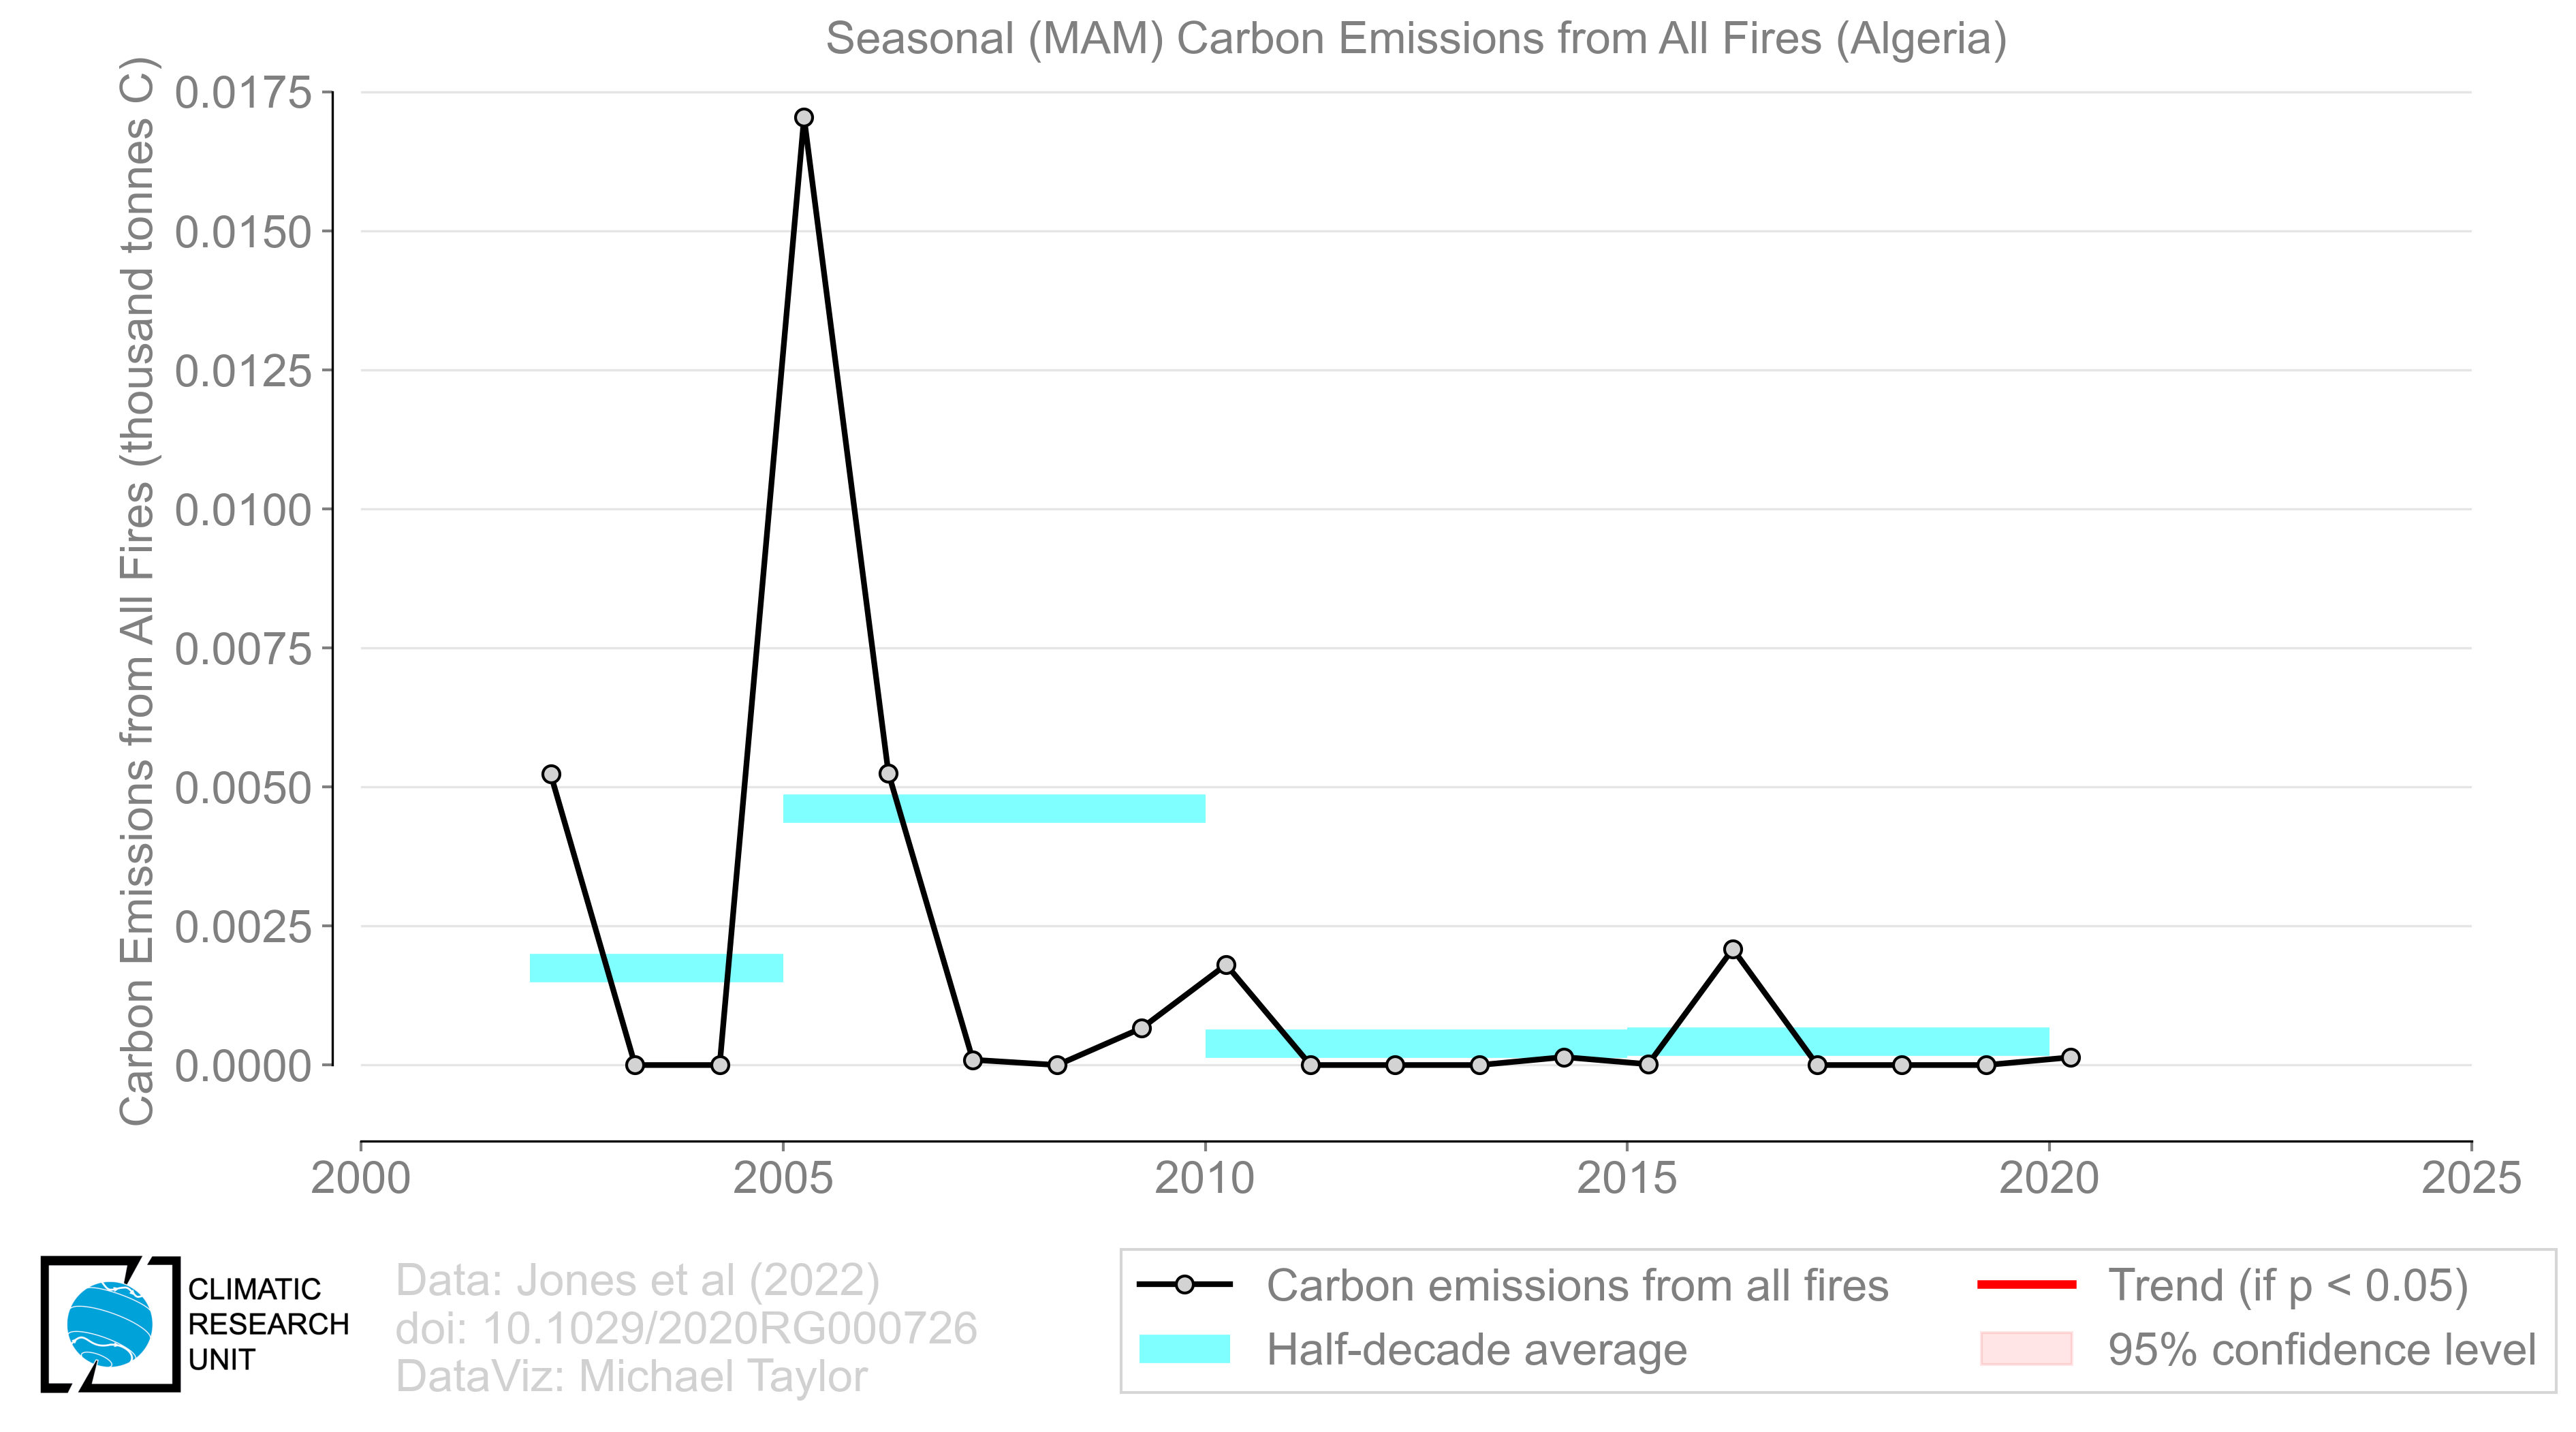 Seasonal (MAM) Carbon Emissions from All Fires (Algeria)
Carbon Emissions from All Fires (thousand tonnes C)
0.0175
0.0150
0.0125
0.0100
0.0075
0.0050
0.0025
0.0000
2000 2005 2010 2015 2020 2025
CLIMATIC
RESEARCH
UNIT
Data: Jones et al (2022)
doi: 10.1029/2020RG000726
DataViz: Michael Taylor
Carbon emissions from all fires
Half-decade average
Trend (if p < 0.05)
95% confidence level